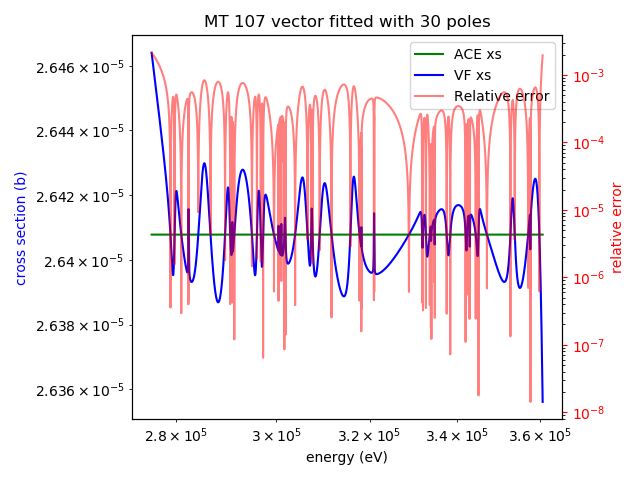 MT 107 vector fitted with 30 poles
ACE xs
VF xs
Relative error
2.646 × 10⁻⁵
2.644 × 10⁻⁵
2.642 × 10⁻⁵
2.64 × 10⁻⁵
2.638 × 10⁻⁵
2.636 × 10⁻⁵
cross section (b)
10⁻³
10⁻⁴
10⁻⁵
10⁻⁶
10⁻⁷
10⁻⁸
relative error
2.8 × 10⁵ 3 × 10⁵ 3.2 × 10⁵ 3.4 × 10⁵ 3.6 × 10⁵
energy (eV)